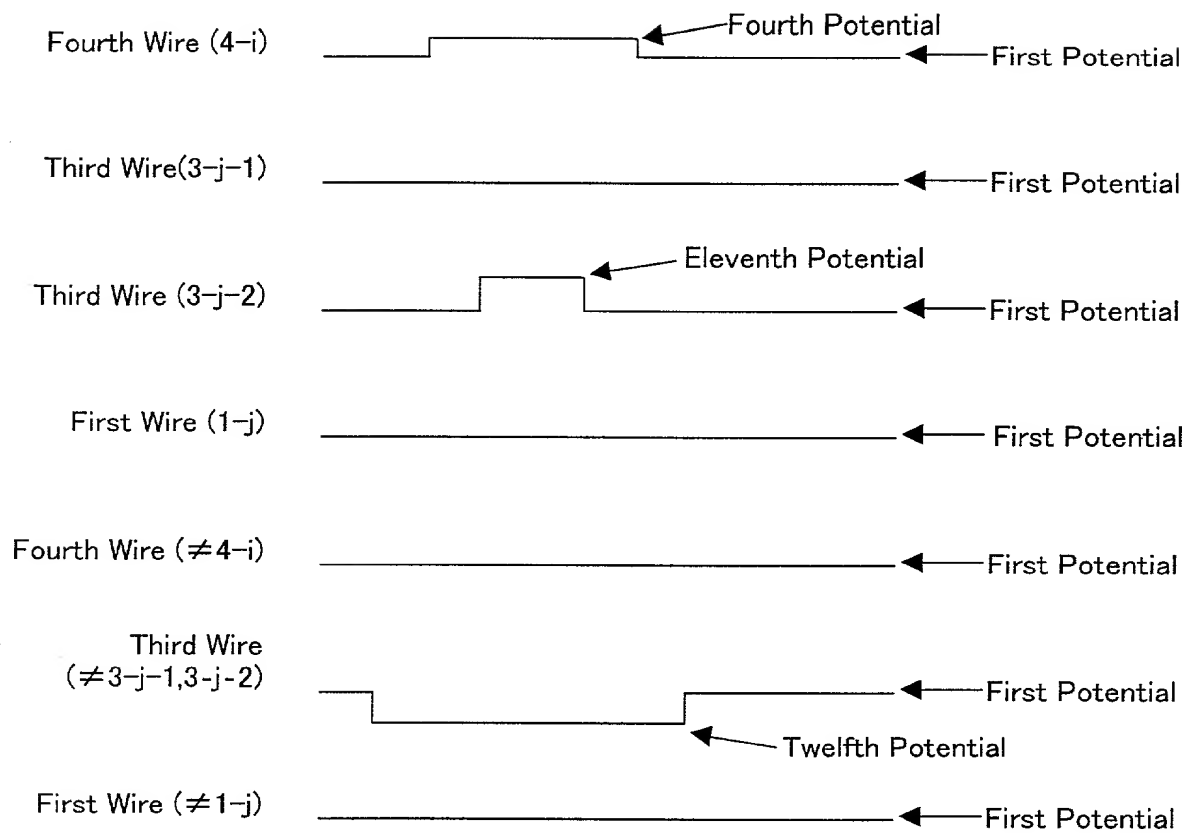 Fourth Wire (4-i)
Fourth Potential
First Potential
Third Wire(3-j-1)
First Potential
Third Wire (3-j-2)
Eleventh Potential
First Potential
First Wire (1-j)
First Potential
Fourth Wire (≠4-i)
First Potential
Third Wire
(≠3-j-1,3-j-2)
First Potential
Twelfth Potential
First Wire (≠1-j)
First Potential